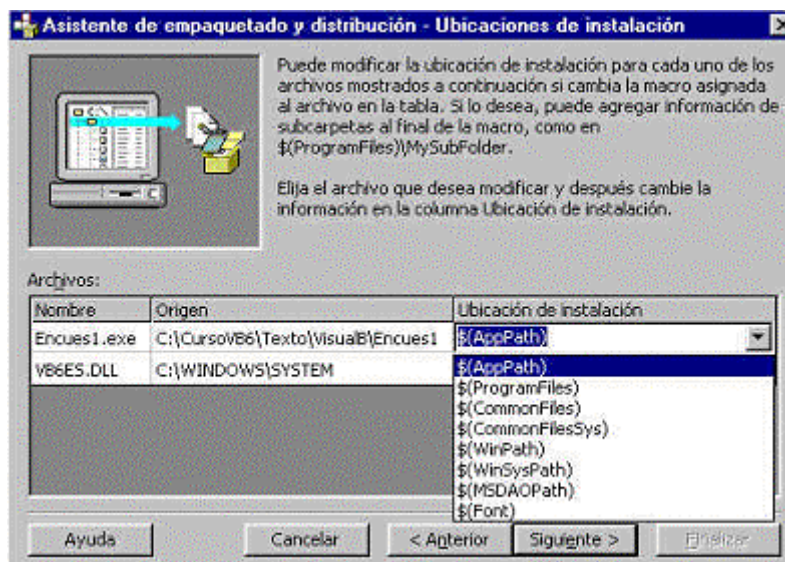 Asistente de empaquetado y distribución - Ubicaciones de instalación
Puede modificar la ubicación de instalación para cada uno de los
archivos mostrados a continuación si cambia la macro asignada
al archivo en la tabla. Si lo desea, puede agregar información de
subcarpetas al final de la macro, como en
$(ProgramFiles)\MySubFolder.
Elija el archivo que desea modificar y después cambie la
información en la columna Ubicación de instalación.
Archivos:
Nombre Origen Ubicación de instalación
Encues1.exe C:\CursoVB6\Texto\VisualB\Encues1 $(AppPath)
VB6ES.DLL C:\WINDOWS\SYSTEM
$(AppPath)
$(ProgramFiles)
$(CommonFiles)
$(CommonFilesSys)
$(WinPath)
$(WinSysPath)
$(MSDAOPath)
$(Font)
Ayuda Cancelar < Anterior Siguiente > Finalizar